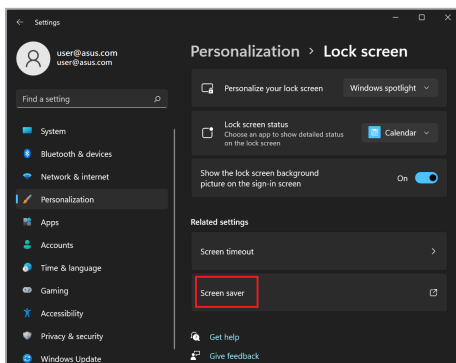 Settings
user@asus.com
user@asus.com
Find a setting
System
Bluetooth & devices
Network & internet
Personalization
Apps
Accounts
Time & language
Gaming
Accessibility
Privacy & security
Windows Update
Personalization > Lock screen
Personalize your lock screen
Windows spotlight
Lock screen status
Choose an app to show detailed status
on the lock screen
Calendar
Show the lock screen background
picture on the sign-in screen
On
Related settings
Screen timeout
Screen saver
Get help
Give feedback